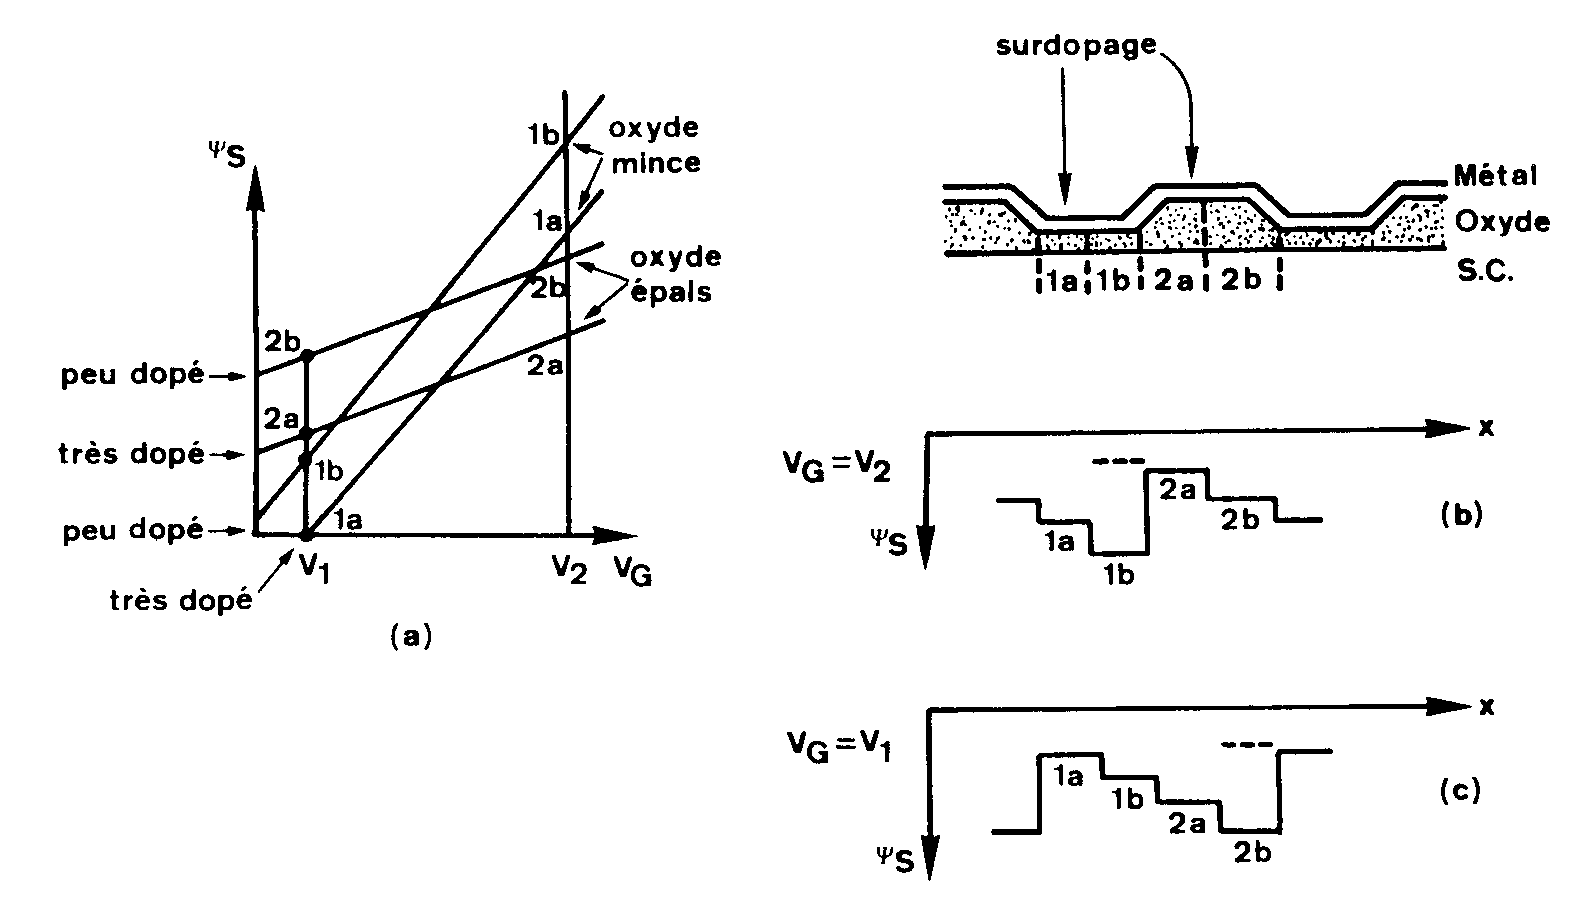 ΨS
1b
oxyde
mince
1a
oxyde
épals
2b
2a
2b
peu dopé
2a
très dopé
1b
peu dopé
1a
V1
V2
VG
très dopé
(a)
surdopage
Métal
Oxyde
S.C.
1a 1b 2a 2b
x
VG=V2
2a
2b
1a
1b
ΨS
(b)
x
VG=V1
1a
1b
2a
2b
ΨS
(c)